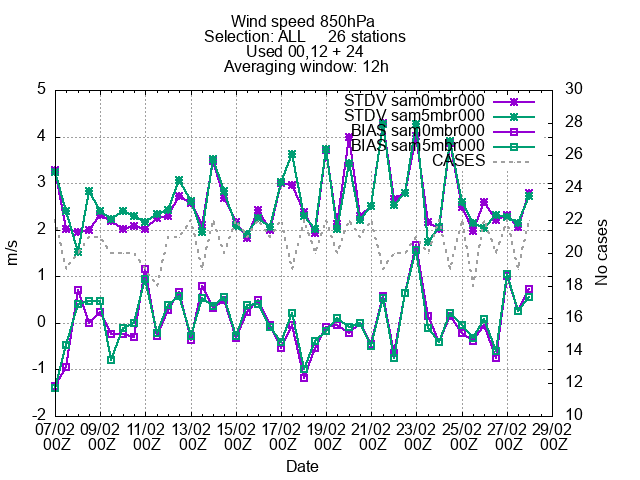 Wind speed 850hPa
Selection: ALL     26 stations
Used 00,12 + 24
Averaging window: 12h
STDV sam0mbr000
STDV sam5mbr000
BIAS sam0mbr000
BIAS sam5mbr000
CASES
5
4
3
2
1
0
-1
-2
m/s
30
28
26
24
22
20
18
16
14
12
10
No cases
07/02 09/02 11/02 13/02 15/02 17/02 19/02 21/02 23/02 25/02 27/02 29/02
00Z 00Z 00Z 00Z 00Z 00Z 00Z 00Z 00Z 00Z 00Z 00Z
Date